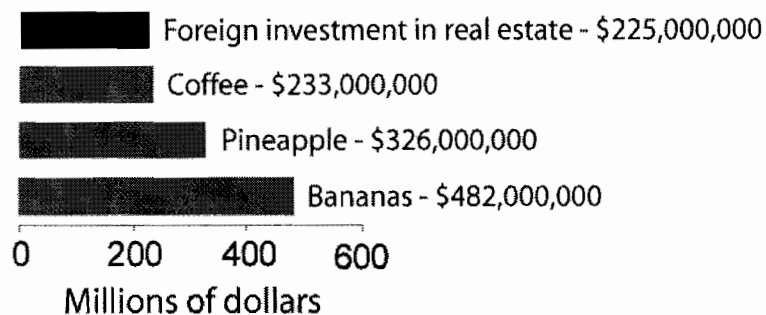 Foreign investment in real estate - $225,000,000
Coffee - $233,000,000
Pineapple - $326,000,000
Bananas - $482,000,000
0 200 400 600
Millions of dollars